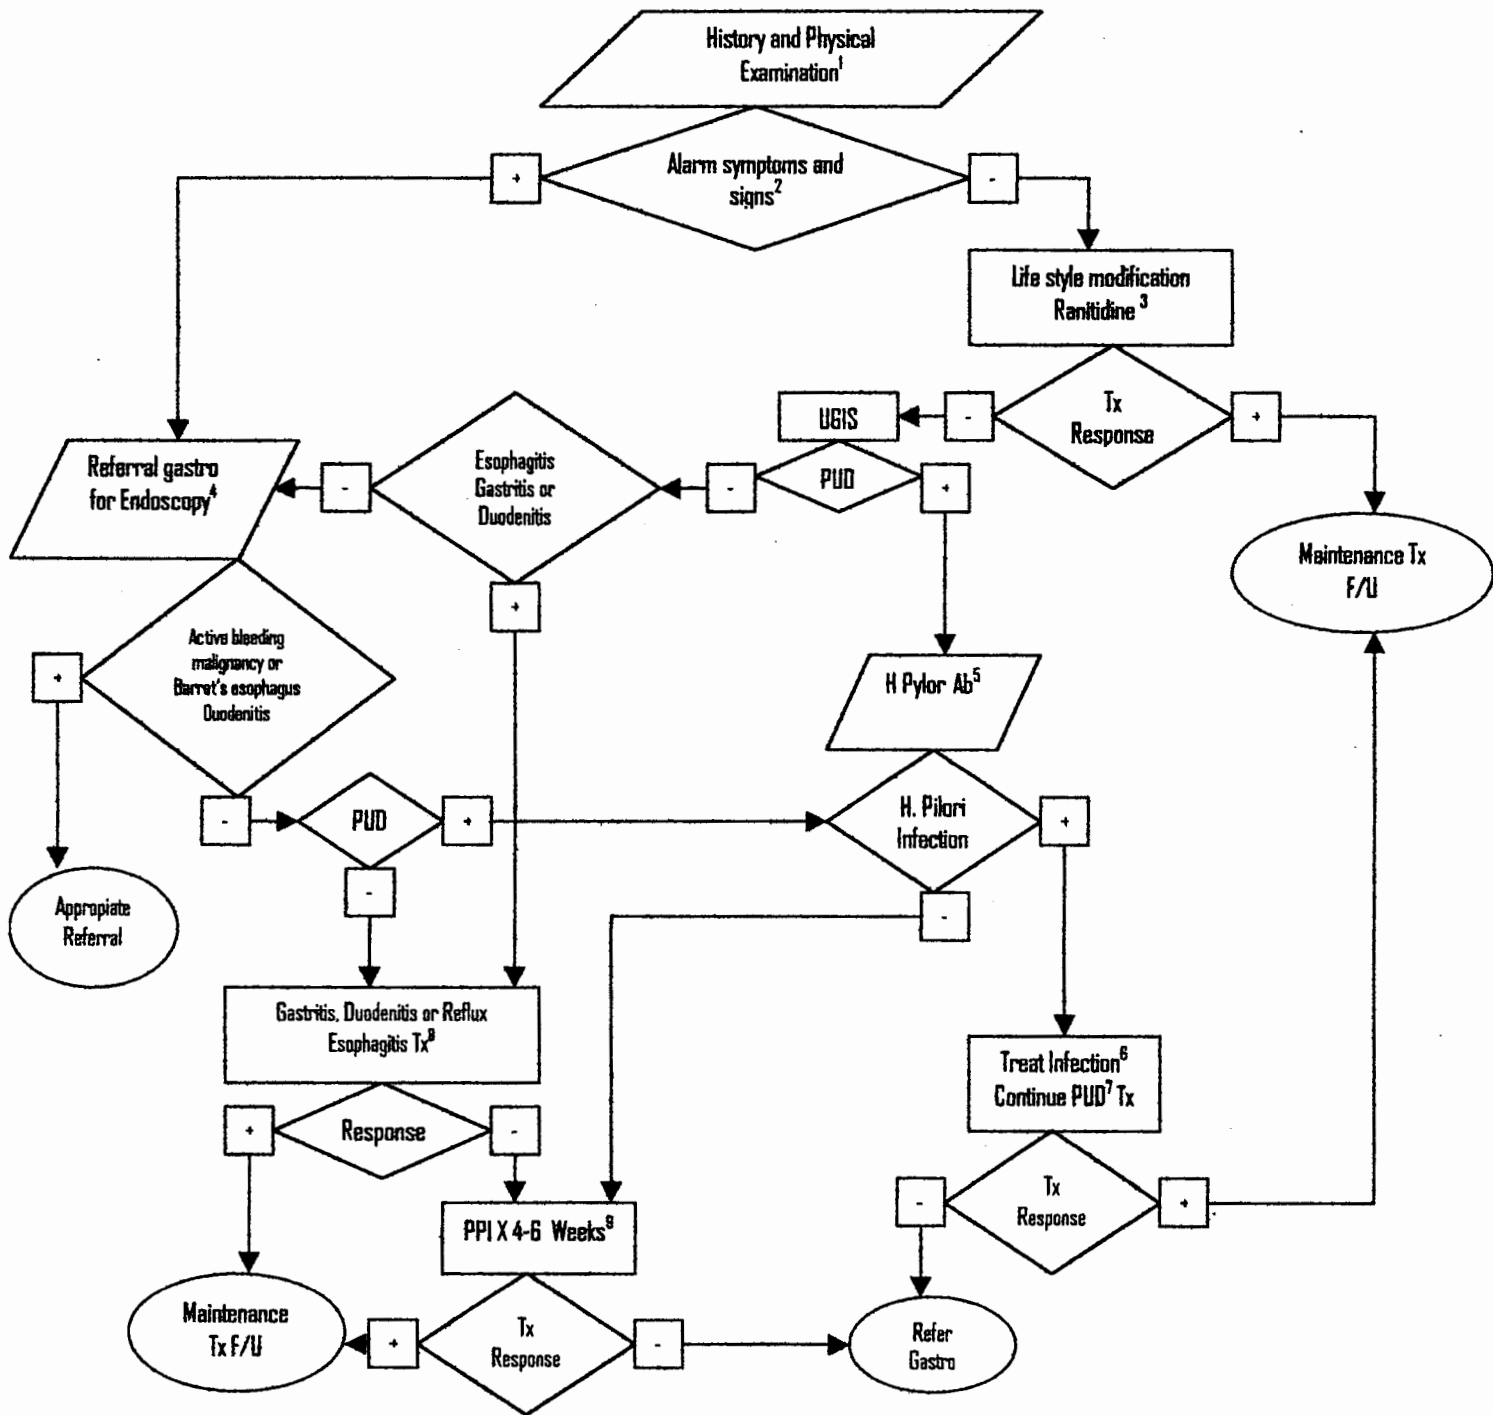 History and Physical
Examination¹
+
Alarm symptoms and
signs²
-
Life style modification
Ranitidine ³
UGIS
-
Tx
Response
+
Referral gastro
for Endoscopy⁴
-
Esophagitis
Gastritis or
Duodenitis
-
PUD
+
Maintenance Tx
F/U
+
Active bleeding
malignancy or
Barret's esophagus
Duodenitis
+
H Pylor Ab⁵
-
PUD
+
H. Pilori
Infection
+
-
-
Appropiate
Referral
Gastritis, Duodenitis or Reflux
Esophagitis Tx⁸
Treat Infection⁶
Continue PUD⁷ Tx
+
Response
-
-
Tx
Response
+
PPI X 4-6 Weeks⁹
Maintenance
Tx F/U
+
Tx
Response
-
Refer
Gastro